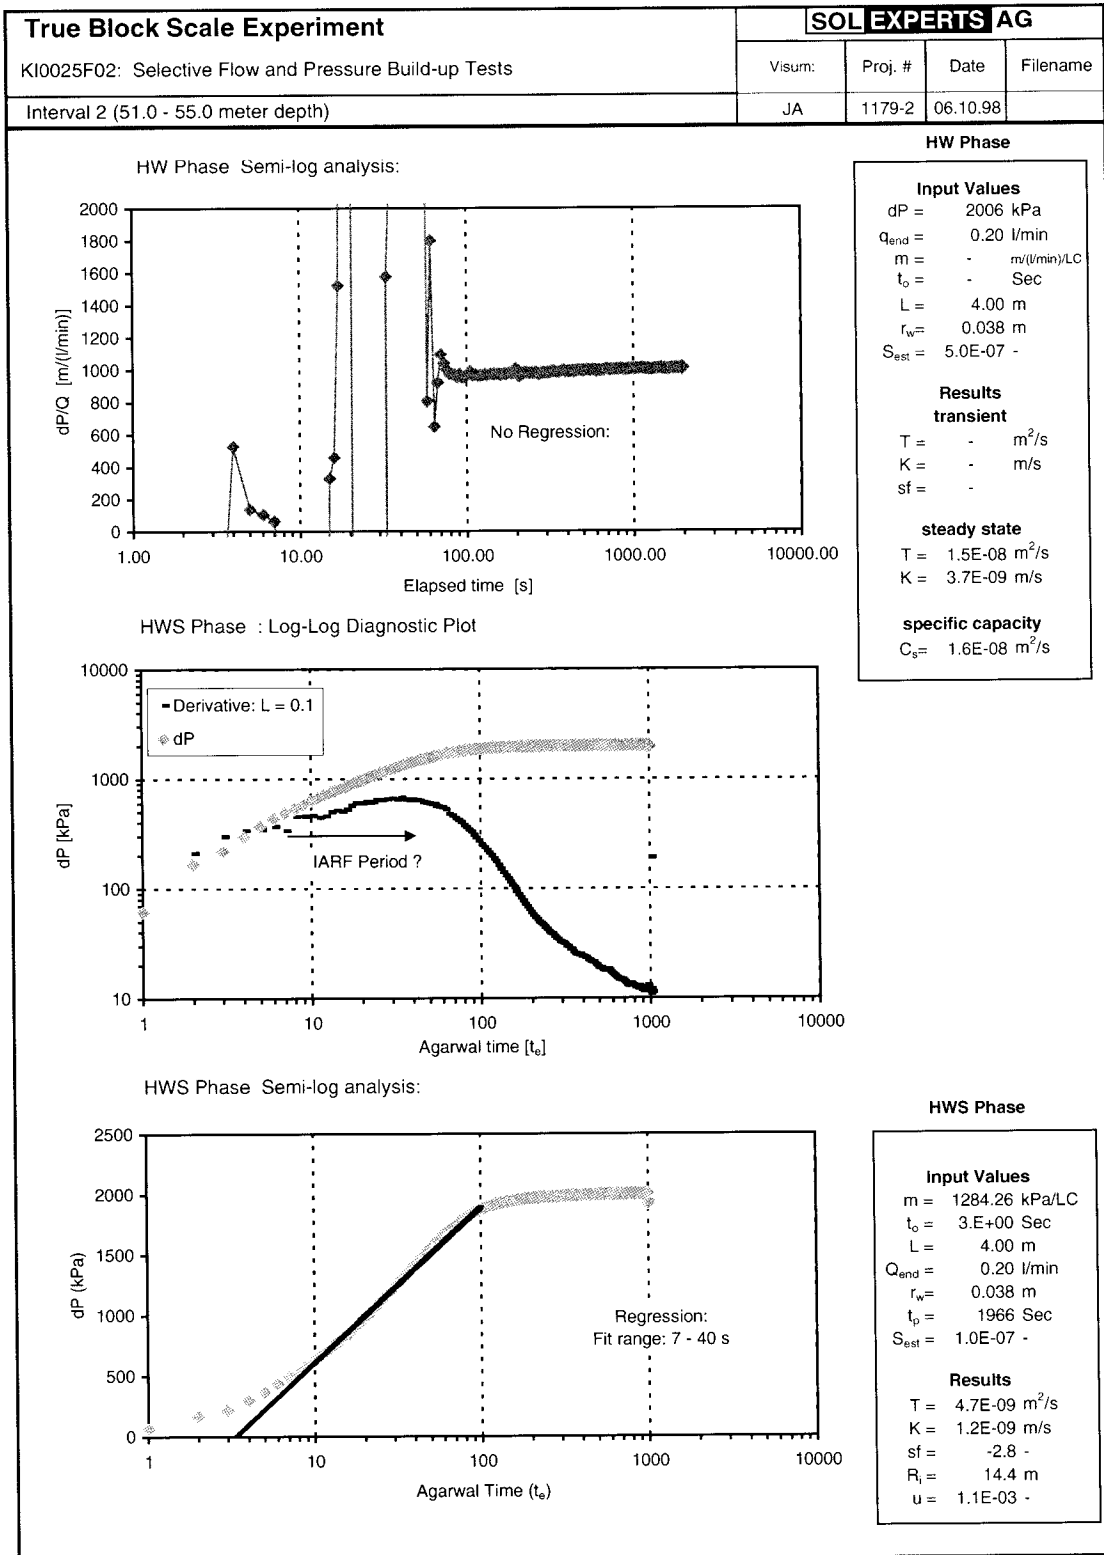 True Block Scale Experiment
SOLEXPERTS AG
KI0025F02: Selective Flow and Pressure Build-up Tests
Visum:
Proj. #
Date
Filename
Interval 2 (51.0 - 55.0 meter depth)
JA
1179-2
06.10.98
HW Phase
HW Phase Semi-log analysis:
2000
1800
1600
1400
1200
1000
800
600
400
200
0
dP/Q [m/(l/min)]
No Regression:
1.00
10.00
100.00
1000.00
10000.00
Elapsed time [s]
Input Values
dP = 2006 kPa
qend = 0.20 l/min
m = - m/(l/min)/LC
to = - Sec
L = 4.00 m
rw= 0.038 m
Sest = 5.0E-07 -
Results
transient
T = - m²/s
K = - m/s
sf = -
steady state
T = 1.5E-08 m²/s
K = 3.7E-09 m/s
specific capacity
Cs= 1.6E-08 m²/s
HWS Phase : Log-Log Diagnostic Plot
10000
1000
100
10
dP [kPa]
Derivative: L = 0.1
dP
IARF Period ?
1
10
100
1000
10000
Agarwal time [te]
HWS Phase Semi-log analysis:
2500
2000
1500
1000
500
0
dP (kPa)
Regression:
Fit range: 7 - 40 s
1
10
100
1000
10000
Agarwal Time (te)
HWS Phase
Input Values
m = 1284.26 kPa/LC
to = 3.E+00 Sec
L = 4.00 m
Qend = 0.20 l/min
rw= 0.038 m
tp = 1966 Sec
Sest = 1.0E-07 -
Results
T = 4.7E-09 m²/s
K = 1.2E-09 m/s
sf = -2.8 -
Ri = 14.4 m
u = 1.1E-03 -